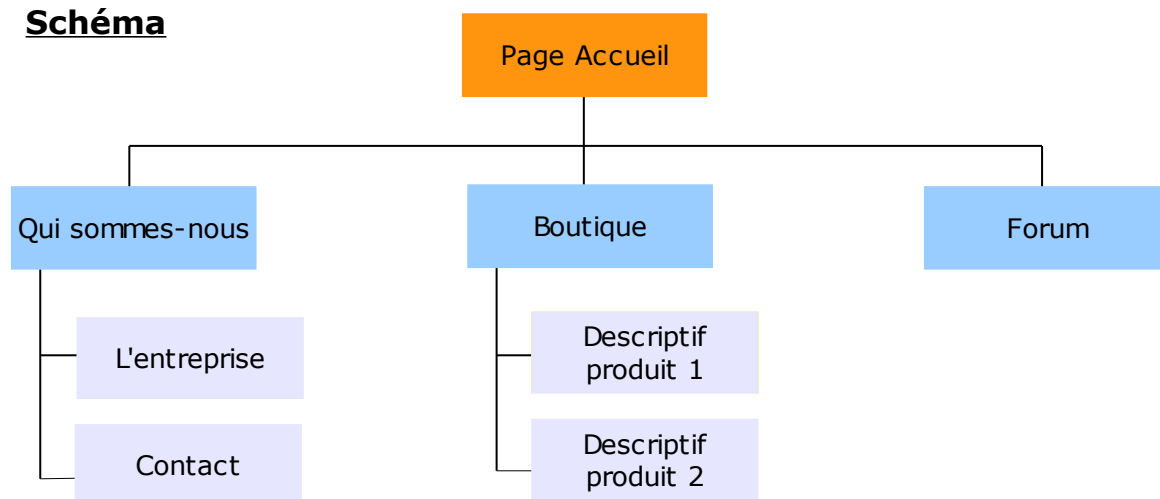 Schéma
Page Accueil
Qui sommes-nous
Boutique
Forum
L'entreprise
Contact
Descriptif
produit 1
Descriptif
produit 2